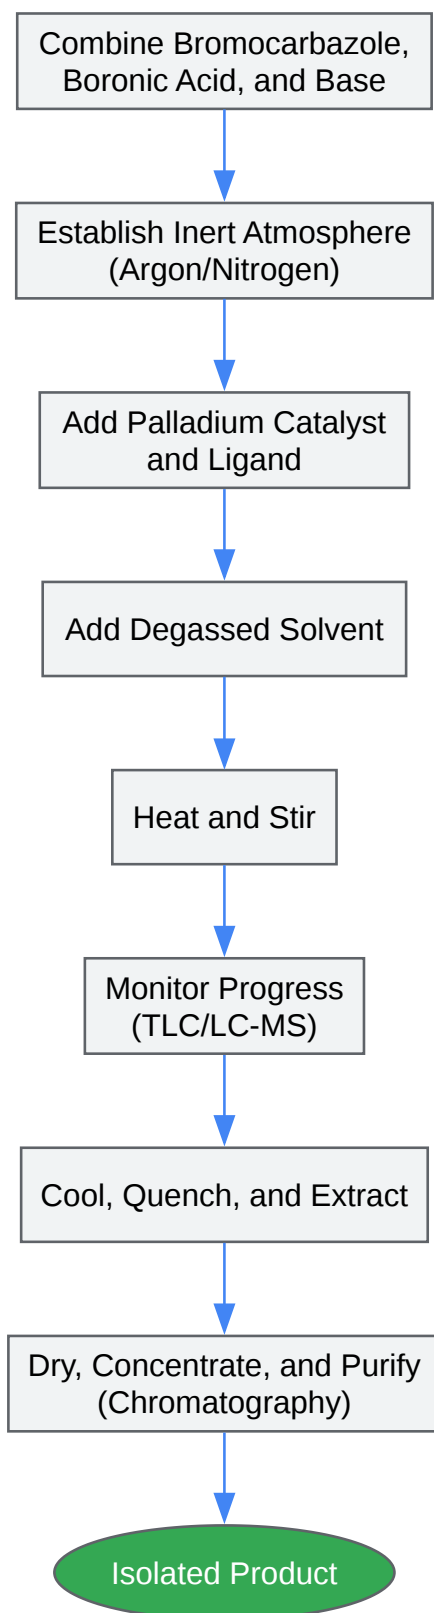 Combine Bromocarbazole,
Boronic Acid, and Base
Establish Inert Atmosphere
(Argon/Nitrogen)
Add Palladium Catalyst
and Ligand
Add Degassed Solvent
Heat and Stir
Monitor Progress
(TLC/LC-MS)
Cool, Quench, and Extract
Dry, Concentrate, and Purify
(Chromatography)
Isolated Product